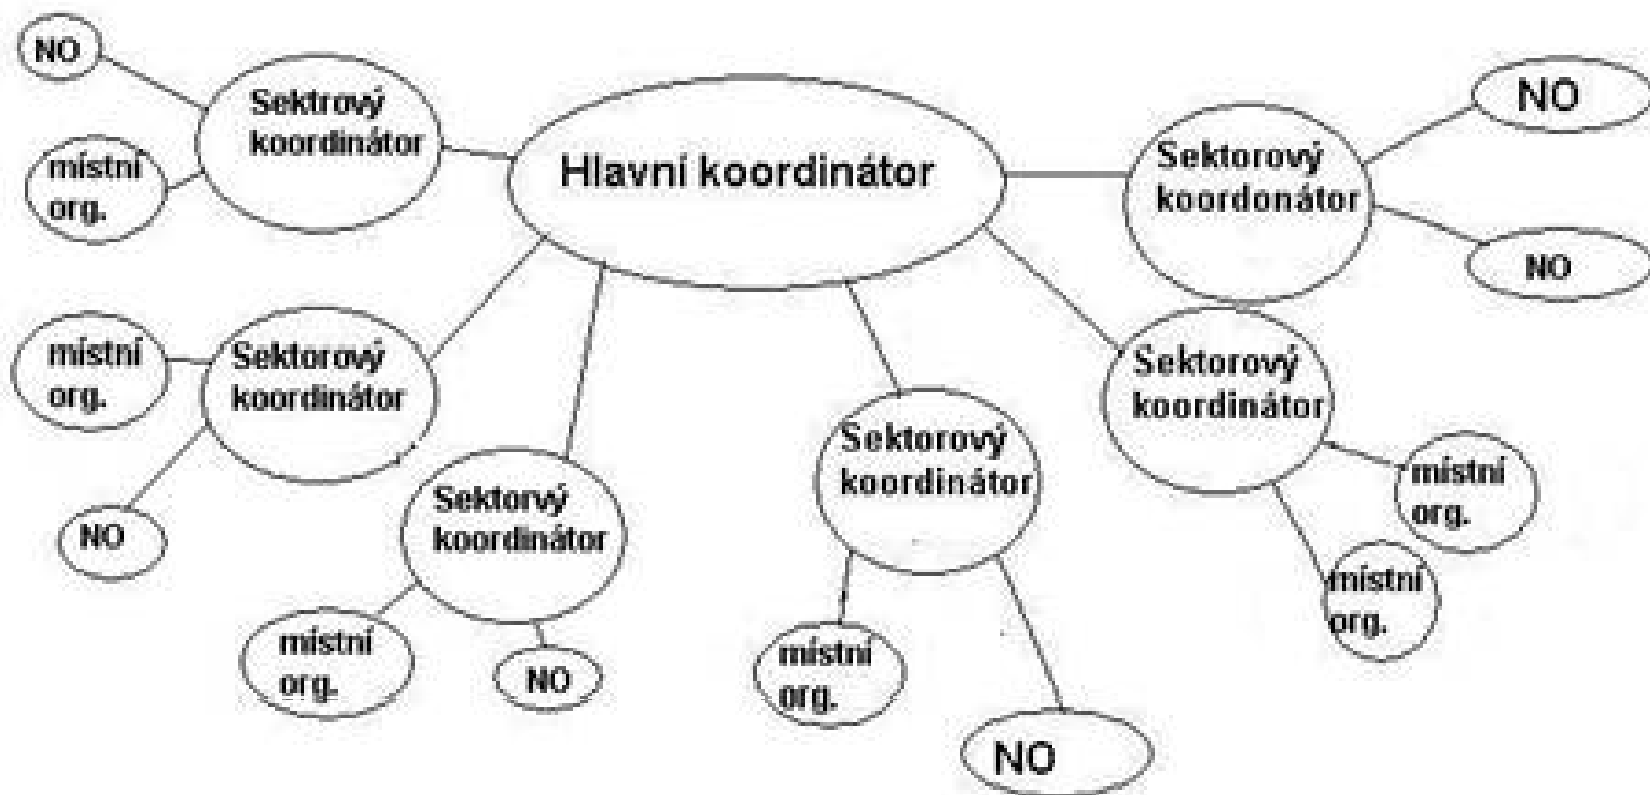 NO
Sektrový
koordinátor
místní
org.
Hlavní koordinátor
Sektorový
koordonátor
NO
NO
místní
org.
Sektorový
koordinátor
NO
Sektorvý
koordinátor
místní
org.
NO
Sektorový
koordinátor
místní
org.
NO
Sektorový
koordinátor
místní
org.
místní
org.